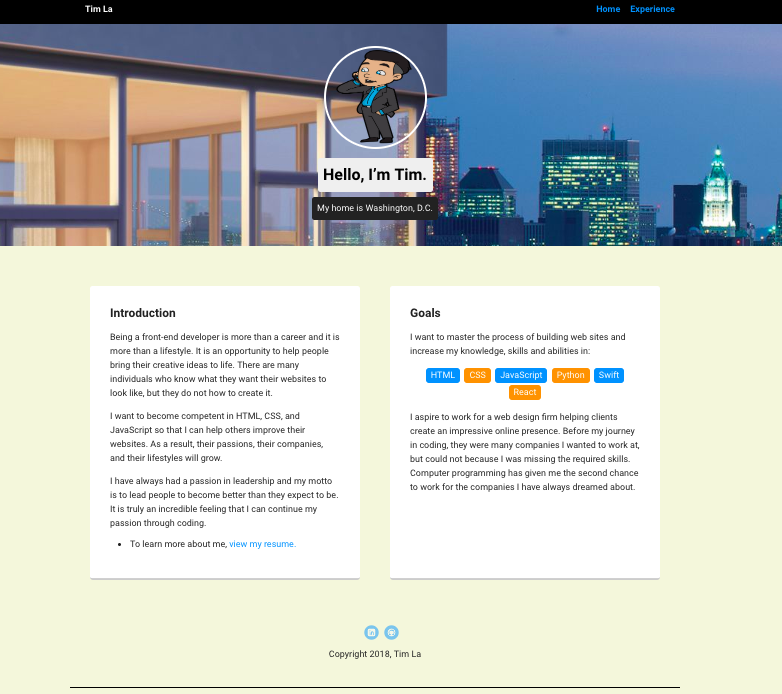 Tim La
Home Experience
Hello, I'm Tim.
My home is Washington, D.C.
Introduction
Being a front-end developer is more than a career and it is
more than a lifestyle. It is an opportunity to help people
bring their creative ideas to life. There are many
individuals who know what they want their websites to
look like, but they do not how to create it.
I want to become competent in HTML, CSS, and
JavaScript so that I can help others improve their
websites. As a result, their passions, their companies,
and their lifestyles will grow.
I have always had a passion in leadership and my motto
is to lead people to become better than they expect to be.
It is truly an incredible feeling that I can continue my
passion through coding.
• To learn more about me, view my resume.
Goals
I want to master the process of building web sites and
increase my knowledge, skills and abilities in:
HTML CSS JavaScript Python Swift
React
I aspire to work for a web design firm helping clients
create an impressive online presence. Before my journey
in coding, they were many companies I wanted to work at,
but could not because I was missing the required skills.
Computer programming has given me the second chance
to work for the companies I have always dreamed about.
Copyright 2018, Tim La